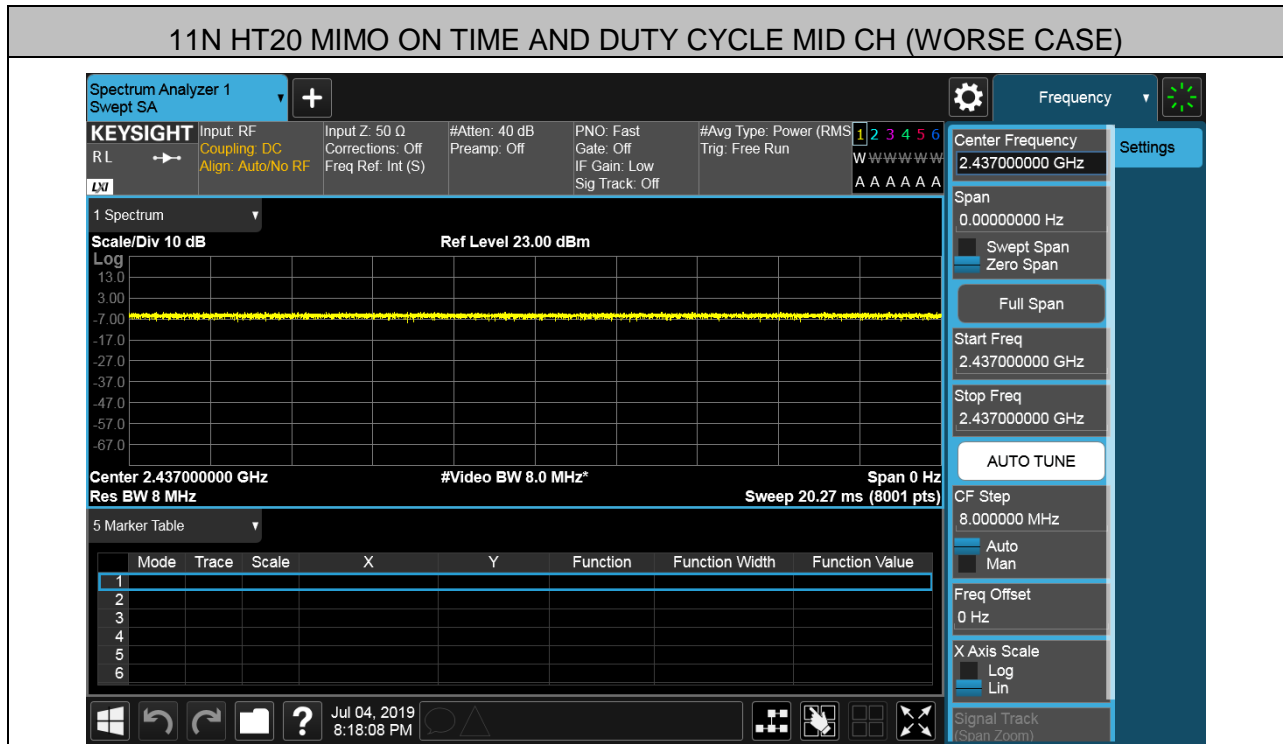 11N HT20 MIMO ON TIME AND DUTY CYCLE MID CH (WORSE CASE)
Spectrum Analyzer 1
Swept SA
Frequency
KEYSIGHT
RL
LXI
Input: RF
Coupling: DC
Align: Auto/No RF
Input Z: 50 Ω
Corrections: Off
Freq Ref: Int (S)
#Atten: 40 dB
Preamp: Off
PNO: Fast
Gate: Off
IF Gain: Low
Sig Track: Off
#Avg Type: Power (RMS
Trig: Free Run
1 2 3 4 5 6
W W W W W W
A A A A A A
1 Spectrum
Scale/Div 10 dB
Ref Level 23.00 dBm
Log
13.0
3.00
-7.00
-17.0
-27.0
-37.0
-47.0
-57.0
-67.0
Center 2.437000000 GHz
#Video BW 8.0 MHz*
Span 0 Hz
Res BW 8 MHz
Sweep 20.27 ms (8001 pts)
5 Marker Table
Mode Trace Scale X Y Function Function Width Function Value
1
2
3
4
5
6
?
Jul 04, 2019
8:18:08 PM
Center Frequency
2.437000000 GHz
Settings
Span
0.00000000 Hz
Swept Span
Zero Span
Full Span
Start Freq
2.437000000 GHz
Stop Freq
2.437000000 GHz
AUTO TUNE
CF Step
8.000000 MHz
Auto
Man
Freq Offset
0 Hz
X Axis Scale
Log
Lin
Signal Track
(Span Zoom)